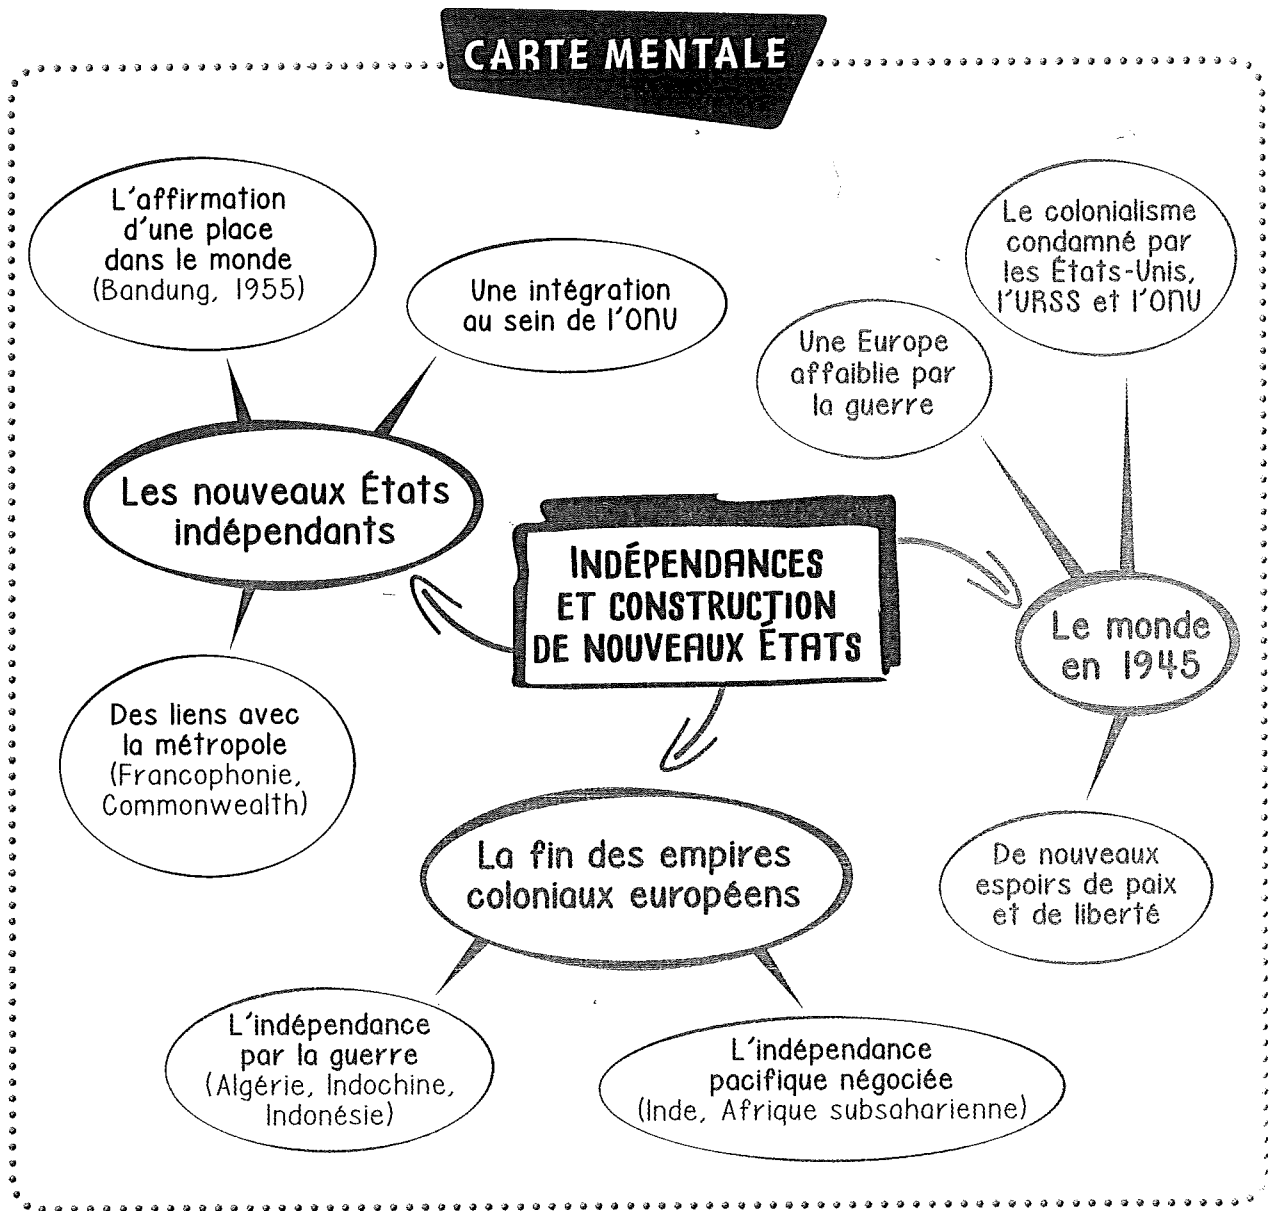 CARTE MENTALE
L'affirmation
d'une place
dans le monde
(Bandung, 1955)
Une intégration
au sein de l'ONU
Le colonialisme
condamné par
les États-Unis,
l'URSS et l'ONU
Une Europe
affaiblie par
la guerre
Les nouveaux États
indépendants
INDÉPENDANCES
ET CONSTRUCTION
DE NOUVEAUX ÉTATS
Le monde
en 1945
Des liens avec
la métropole
(Francophonie,
Commonwealth)
La fin des empires
coloniaux européens
De nouveaux
espoirs de paix
et de liberté
L'indépendance
par la guerre
(Algérie, Indochine,
Indonésie)
L'indépendance
pacifique négociée
(Inde, Afrique subsaharienne)